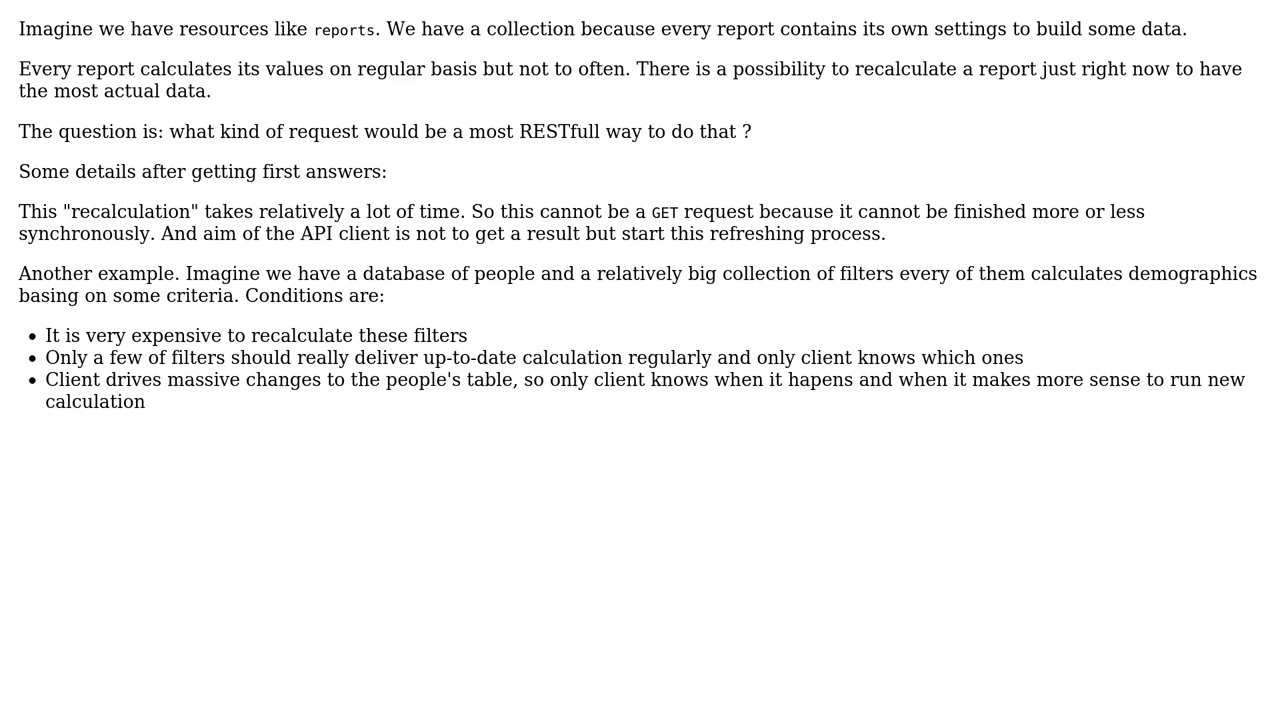 Imagine we have resources like reports. We have a collection because every report contains its own settings to build some data.
Every report calculates its values on regular basis but not to often. There is a possibility to recalculate a report just right now to have
the most actual data.
The question is: what kind of request would be a most RESTfull way to do that ?
Some details after getting first answers:
This "recalculation" takes relatively a lot of time. So this cannot be a GET request because it cannot be finished more or less
synchronously. And aim of the API client is not to get a result but start this refreshing process.
Another example. Imagine we have a database of people and a relatively big collection of filters every of them calculates demographics
basing on some criteria. Conditions are:
• It is very expensive to recalculate these filters
• Only a few of filters should really deliver up-to-date calculation regularly and only client knows which ones
• Client drives massive changes to the people's table, so only client knows when it hapens and when it makes more sense to run new
calculation